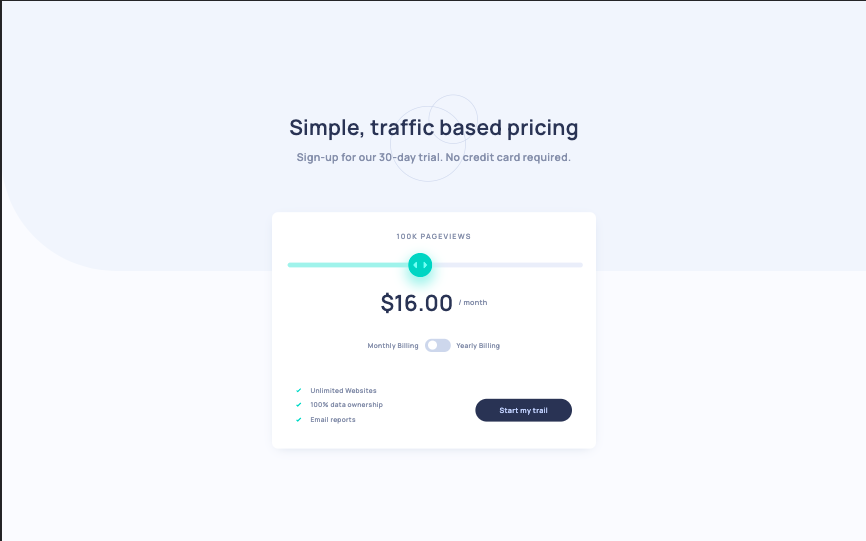 Simple, traffic based pricing
Sign-up for our 30-day trial. No credit card required.
100K PAGEVIEWS
$16.00 / month
Monthly Billing Yearly Billing
Unlimited Websites
100% data ownership
Email reports
Start my trail